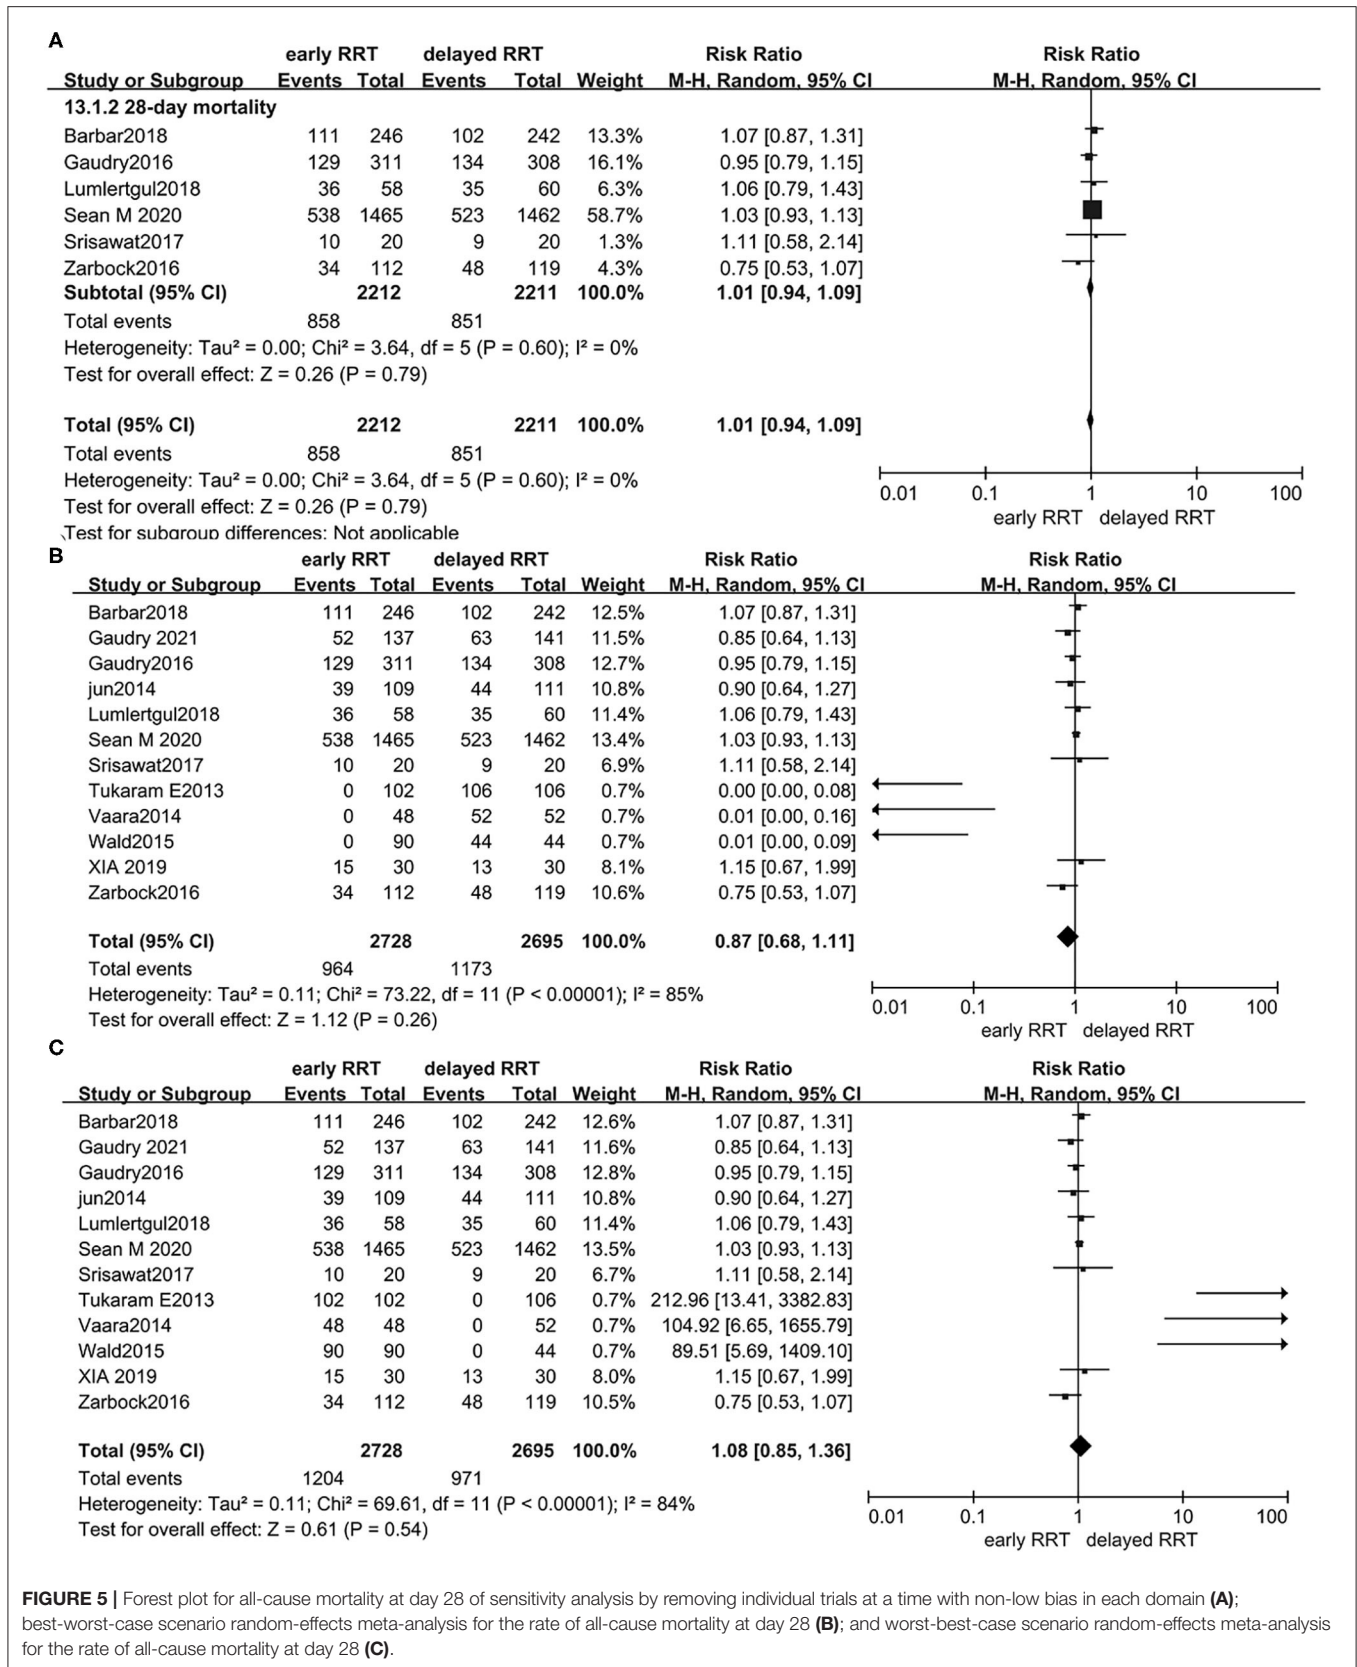 A
early RRT delayed RRT Risk Ratio Risk Ratio
Study or Subgroup Events Total Events Total Weight M-H, Random, 95% CI M-H, Random, 95% CI
13.1.2 28-day mortality
Barbar2018 111 246 102 242 13.3% 1.07 [0.87, 1.31]
Gaudry2016 129 311 134 308 16.1% 0.95 [0.79, 1.15]
Lumlertgul2018 36 58 35 60 6.3% 1.06 [0.79, 1.43]
Sean M 2020 538 1465 523 1462 58.7% 1.03 [0.93, 1.13]
Srisawat2017 10 20 9 20 1.3% 1.11 [0.58, 2.14]
Zarbock2016 34 112 48 119 4.3% 0.75 [0.53, 1.07]
Subtotal (95% CI) 2212 2211 100.0% 1.01 [0.94, 1.09]
Total events 858 851
Heterogeneity: Tau² = 0.00; Chi² = 3.64, df = 5 (P = 0.60); I² = 0%
Test for overall effect: Z = 0.26 (P = 0.79)
Total (95% CI) 2212 2211 100.0% 1.01 [0.94, 1.09]
Total events 858 851
Heterogeneity: Tau² = 0.00; Chi² = 3.64, df = 5 (P = 0.60); I² = 0%
Test for overall effect: Z = 0.26 (P = 0.79)
Test for subgroup differences: Not applicable
0.01 0.1 1 10 100
early RRT delayed RRT
B
early RRT delayed RRT Risk Ratio Risk Ratio
Study or Subgroup Events Total Events Total Weight M-H, Random, 95% CI M-H, Random, 95% CI
Barbar2018 111 246 102 242 12.5% 1.07 [0.87, 1.31]
Gaudry 2021 52 137 63 141 11.5% 0.85 [0.64, 1.13]
Gaudry2016 129 311 134 308 12.7% 0.95 [0.79, 1.15]
jun2014 39 109 44 111 10.8% 0.90 [0.64, 1.27]
Lumlertgul2018 36 58 35 60 11.4% 1.06 [0.79, 1.43]
Sean M 2020 538 1465 523 1462 13.4% 1.03 [0.93, 1.13]
Srisawat2017 10 20 9 20 6.9% 1.11 [0.58, 2.14]
Tukaram E2013 0 102 106 106 0.7% 0.00 [0.00, 0.08]
Vaara2014 0 48 52 52 0.7% 0.01 [0.00, 0.16]
Wald2015 0 90 44 44 0.7% 0.01 [0.00, 0.09]
XIA 2019 15 30 13 30 8.1% 1.15 [0.67, 1.99]
Zarbock2016 34 112 48 119 10.6% 0.75 [0.53, 1.07]
Total (95% CI) 2728 2695 100.0% 0.87 [0.68, 1.11]
Total events 964 1173
Heterogeneity: Tau² = 0.11; Chi² = 73.22, df = 11 (P < 0.00001); I² = 85%
Test for overall effect: Z = 1.12 (P = 0.26)
0.01 0.1 1 10 100
early RRT delayed RRT
C
early RRT delayed RRT Risk Ratio Risk Ratio
Study or Subgroup Events Total Events Total Weight M-H, Random, 95% CI M-H, Random, 95% CI
Barbar2018 111 246 102 242 12.6% 1.07 [0.87, 1.31]
Gaudry 2021 52 137 63 141 11.6% 0.85 [0.64, 1.13]
Gaudry2016 129 311 134 308 12.8% 0.95 [0.79, 1.15]
jun2014 39 109 44 111 10.8% 0.90 [0.64, 1.27]
Lumlertgul2018 36 58 35 60 11.4% 1.06 [0.79, 1.43]
Sean M 2020 538 1465 523 1462 13.5% 1.03 [0.93, 1.13]
Srisawat2017 10 20 9 20 6.7% 1.11 [0.58, 2.14]
Tukaram E2013 102 102 0 106 0.7% 212.96 [13.41, 3382.83]
Vaara2014 48 48 0 52 0.7% 104.92 [6.65, 1655.79]
Wald2015 90 90 0 44 0.7% 89.51 [5.69, 1409.10]
XIA 2019 15 30 13 30 8.0% 1.15 [0.67, 1.99]
Zarbock2016 34 112 48 119 10.5% 0.75 [0.53, 1.07]
Total (95% CI) 2728 2695 100.0% 1.08 [0.85, 1.36]
Total events 1204 971
Heterogeneity: Tau² = 0.11; Chi² = 69.61, df = 11 (P < 0.00001); I² = 84%
Test for overall effect: Z = 0.61 (P = 0.54)
0.01 0.1 1 10 100
early RRT delayed RRT
FIGURE 5 | Forest plot for all-cause mortality at day 28 of sensitivity analysis by removing individual trials at a time with non-low bias in each domain (A);
best-worst-case scenario random-effects meta-analysis for the rate of all-cause mortality at day 28 (B); and worst-best-case scenario random-effects meta-analysis
for the rate of all-cause mortality at day 28 (C).